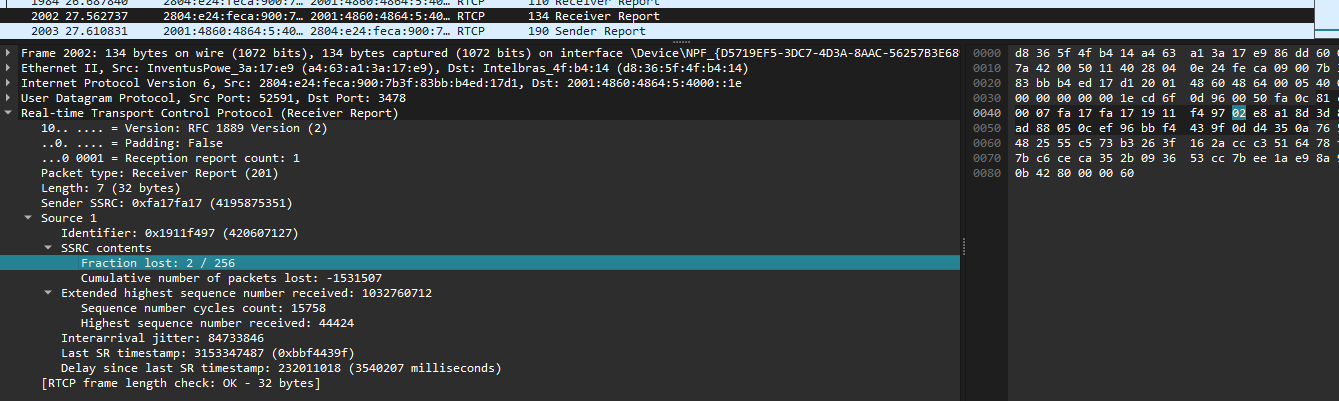 1984 26.687840 2804:e24:feca:900:7… 2001:4860:4864:5:40… RTCP 110 Receiver Report
2002 27.562737 2804:e24:feca:900:7… 2001:4860:4864:5:40… RTCP 134 Receiver Report
2003 27.610831 2001:4860:4864:5:40… 2804:e24:feca:900:7… RTCP 190 Sender Report
Frame 2002: 134 bytes on wire (1072 bits), 134 bytes captured (1072 bits) on interface \Device\NPF_{D5719EF5-3DC7-4D3A-8AAC-56257B3E68
Ethernet II, Src: InventusPowe_3a:17:e9 (a4:63:a1:3a:17:e9), Dst: Intelbras_4f:b4:14 (d8:36:5f:4f:b4:14)
Internet Protocol Version 6, Src: 2804:e24:feca:900:7b3f:83bb:b4ed:17d1, Dst: 2001:4860:4864:5:4000::1e
User Datagram Protocol, Src Port: 52591, Dst Port: 3478
Real-time Transport Control Protocol (Receiver Report)
10.. .... = Version: RFC 1889 Version (2)
..0. .... = Padding: False
...0 0001 = Reception report count: 1
Packet type: Receiver Report (201)
Length: 7 (32 bytes)
Sender SSRC: 0xfa17fa17 (4195875351)
Source 1
Identifier: 0x1911f497 (420607127)
SSRC contents
Fraction lost: 2 / 256
Cumulative number of packets lost: -1531507
Extended highest sequence number received: 1032760712
Sequence number cycles count: 15758
Highest sequence number received: 44424
Interarrival jitter: 84733846
Last SR timestamp: 3153347487 (0xbbf4439f)
Delay since last SR timestamp: 232011018 (3540207 milliseconds)
[RTCP frame length check: OK - 32 bytes]
0000 d8 36 5f 4f b4 14 a4 63 a1 3a 17 e9 86 dd 60
0010 7a 42 00 50 11 40 28 04 0e 24 fe ca 09 00 7b
0020 83 bb b4 ed 17 d1 20 01 48 60 48 64 00 05 40
0030 00 00 00 00 00 1e cd 6f 0d 96 00 50 fa 0c 81
0040 00 07 fa 17 fa 17 19 11 f4 97 02 e8 a1 8d 3d
0050 ad 88 05 0c ef 96 bb f4 43 9f 0d d4 35 0a 76
0060 48 25 55 c5 73 b3 26 3f 16 2a cc c3 51 64 78
0070 7b c6 ce ca 35 2b 09 36 53 cc 7b ee 1a e9 8a
0080 0b 42 80 00 00 60